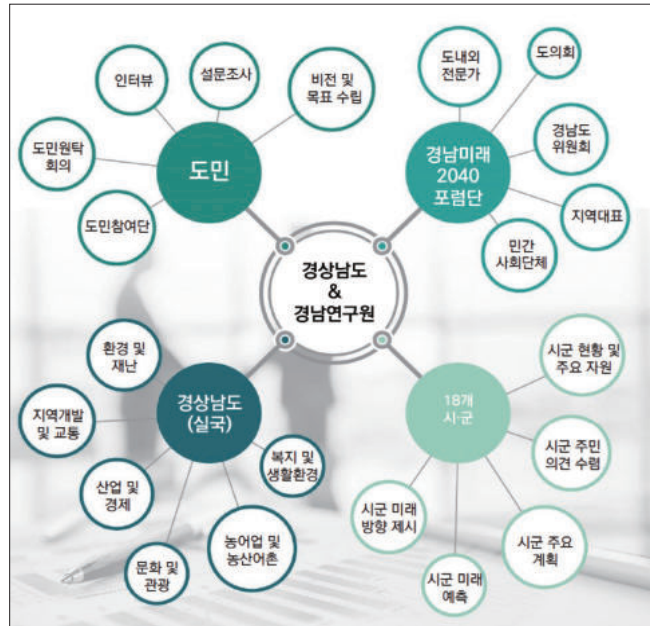 인터뷰
설문조사
비전 및
목표 수립
도민원탁
회의
도민
도민참여단
도내외
전문가
도의회
경남도
위원회
경남미래
2040
포럼단
지역대표
민간
사회단체
경상남도
&
경남연구원
환경 및
재난
지역개발
및 교통
경상남도
(실국)
산업 및
경제
복지 및
생활환경
문화 및
관광
농어업 및
농산어촌
18개
시·군
시군 현황 및
주요 자원
시군 주민
의견 수렴
시군 미래
방향 제시
시군 주요
계획
시군 미래
예측